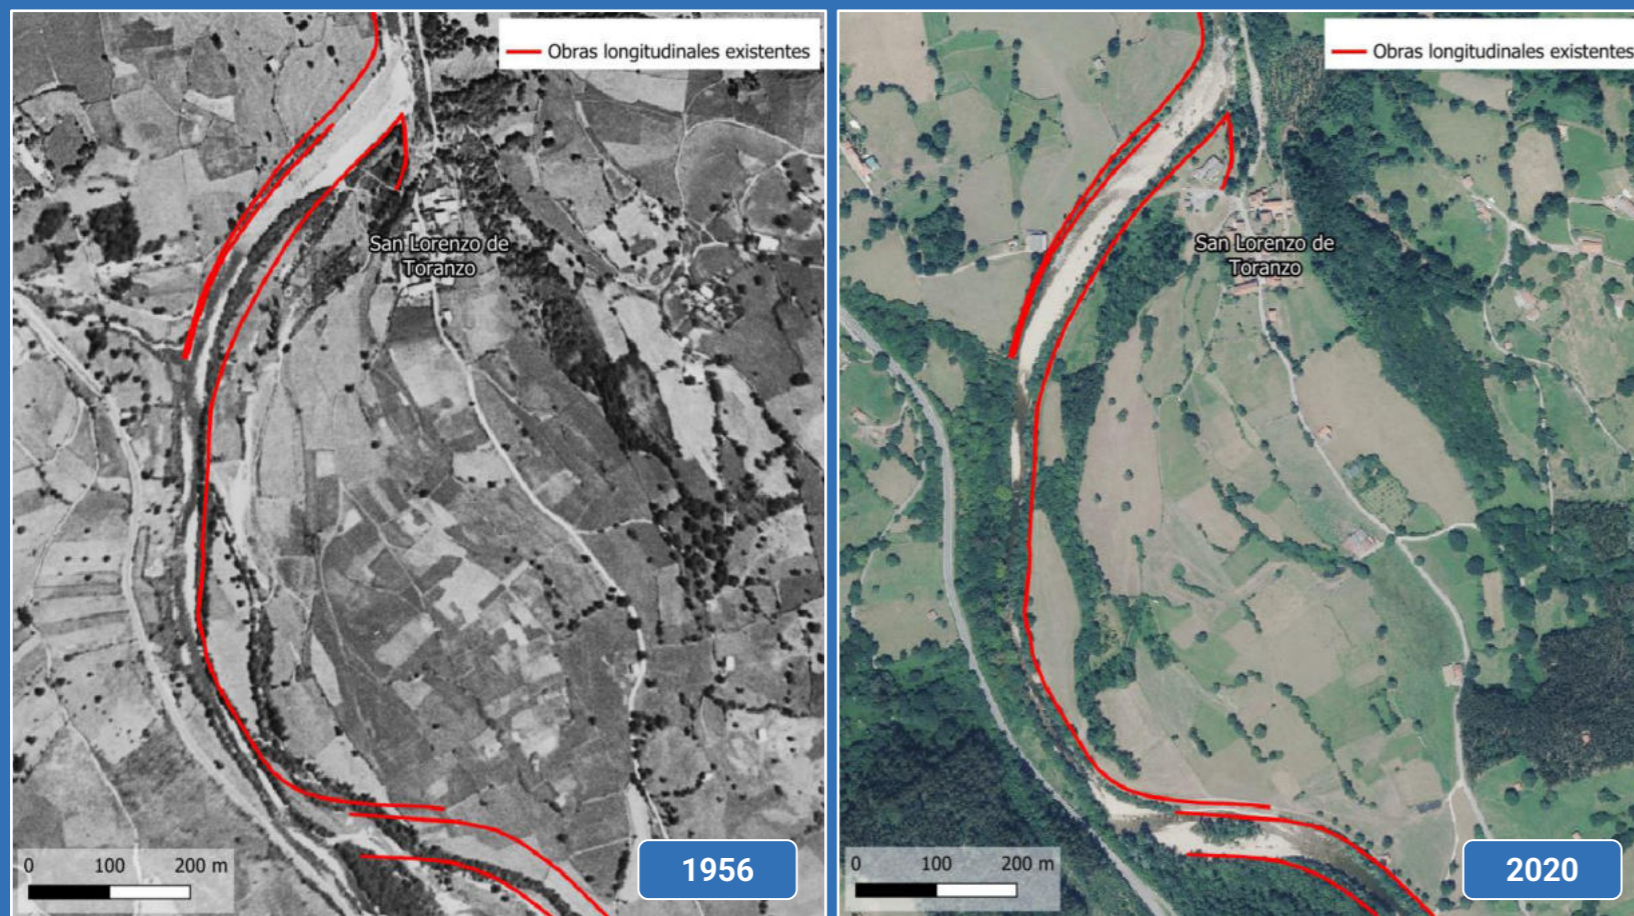 Obras longitudinales existentes
San Lorenzo de
Toranzo
0 100 200 m
1956
Obras longitudinales existentes
San Lorenzo de
Toranzo
0 100 200 m
2020